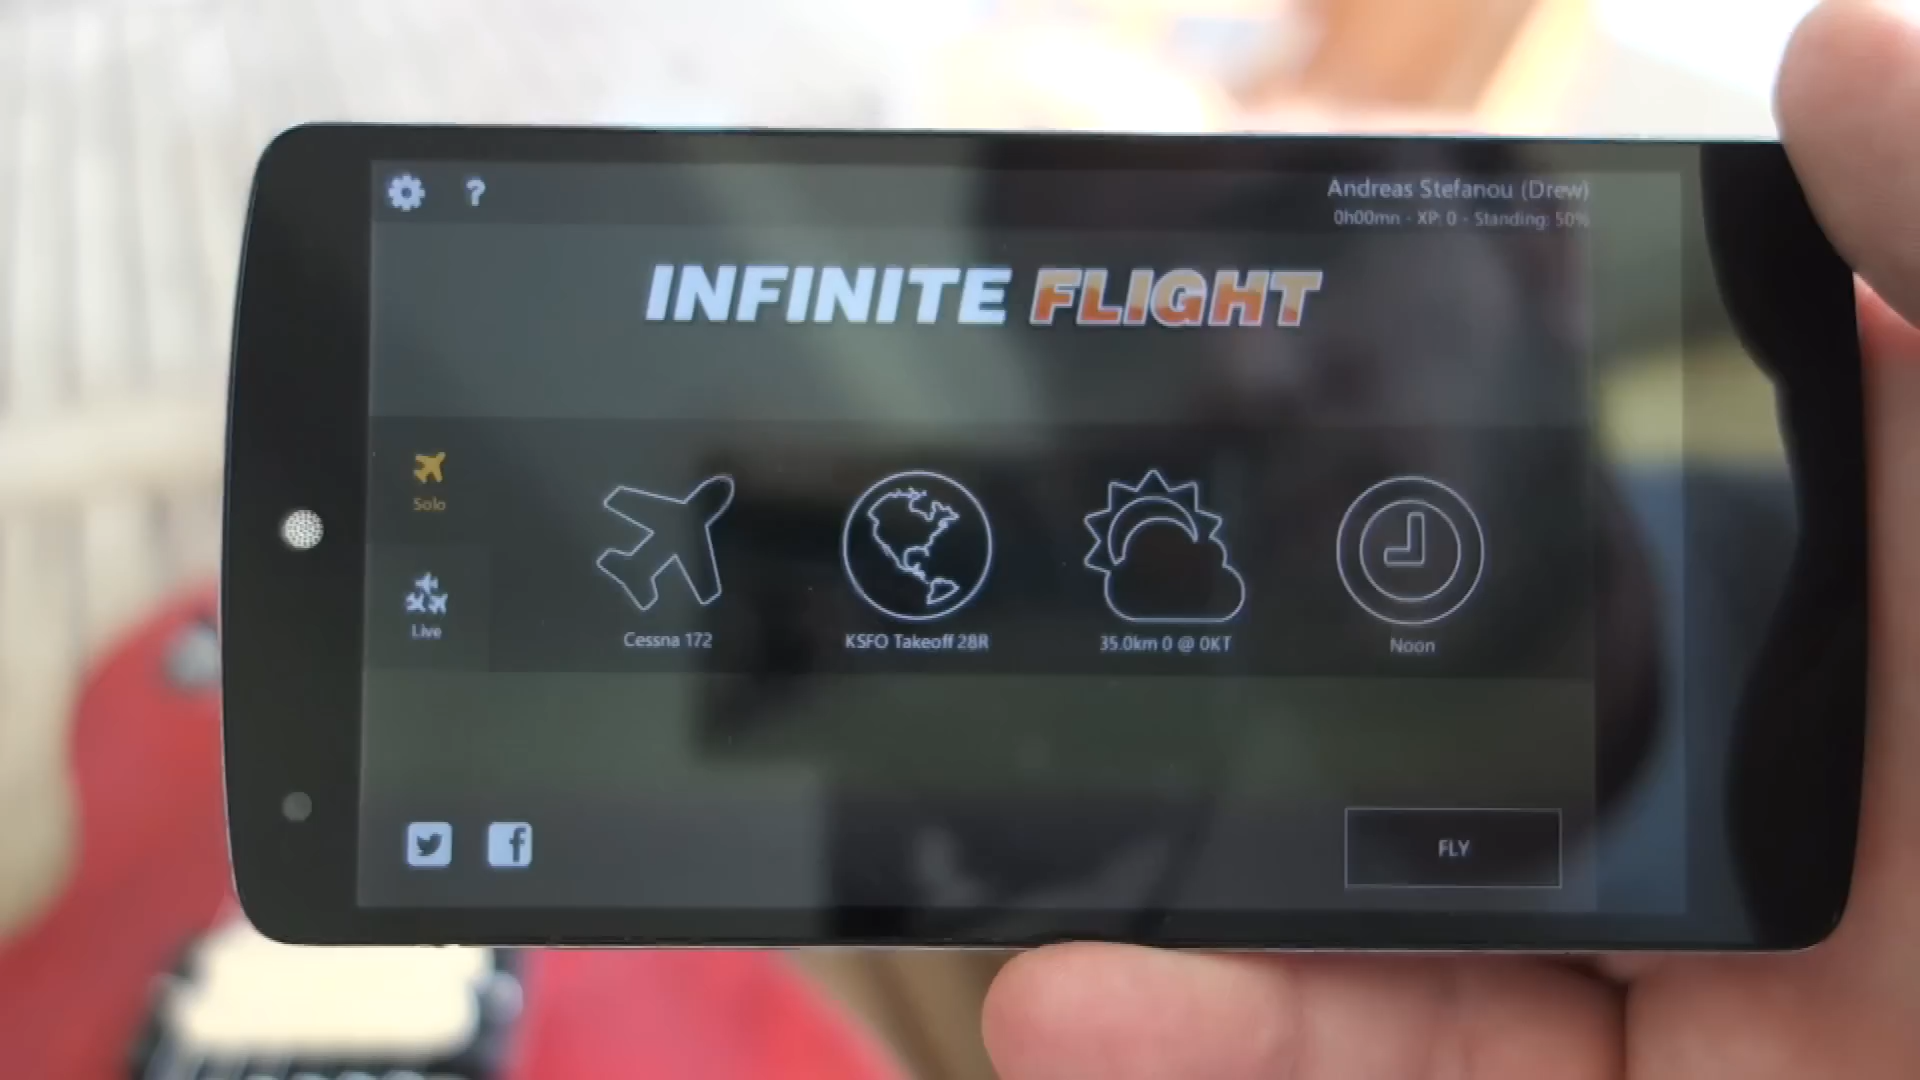 ?
Andreas Stefanou (Drew)
0h00mn - XP: 0 - Standing: 50%
INFINITE FLIGHT
Solo
Live
Cessna 172
KSFO Takeoff 28R
35.0km 0 @ 0KT
Noon
FLY